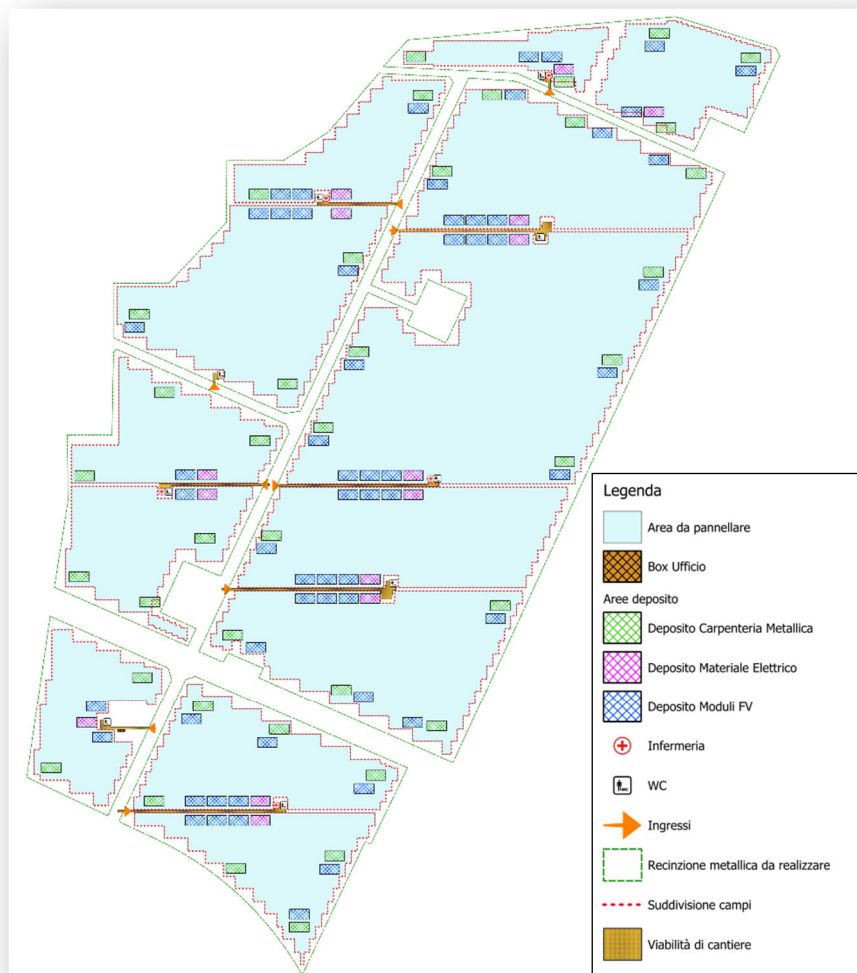 Legenda
Area da pannellare
Box Ufficio
Aree deposito
Deposito Carpenteria Metallica
Deposito Materiale Elettrico
Deposito Moduli FV
Infermeria
WC
Ingressi
Recinzione metallica da realizzare
Suddivisione campi
Viabilità di cantiere